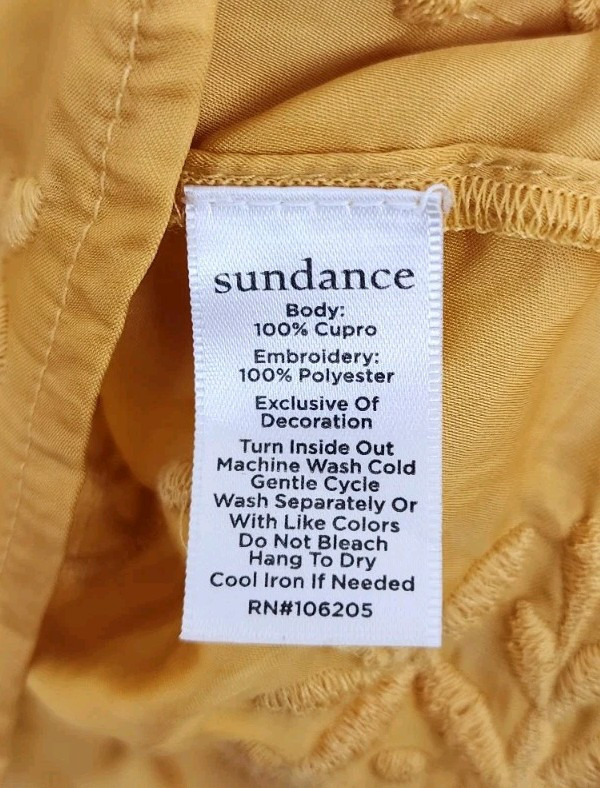 sundance
Body:
100% Cupro
Embroidery:
100% Polyester
Exclusive Of
Decoration
Turn Inside Out
Machine Wash Cold
Gentle Cycle
Wash Separately Or
With Like Colors
Do Not Bleach
Hang To Dry
Cool Iron If Needed
RN#106205